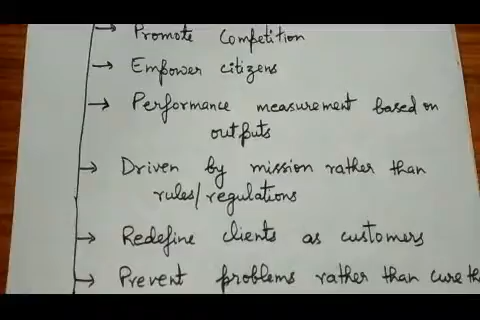 → Promote Competition
→ Empower citizens
→ Performance measurement based on
outputs
→ Driven by mission rather than
rules/regulations
→ Redefine clients as customers
→ Prevent problems rather than cure th